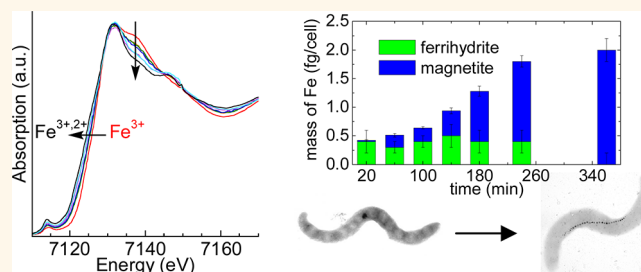 Absorption (a.u.)
Fe3+,2+
Fe3+
7120 7140 7160
Energy (eV)
mass of Fe (fg/cell)
2.5
2.0
1.5
1.0
0.5
0.0
ferrihydrite
magnetite
20 100 180 260 340
time (min)